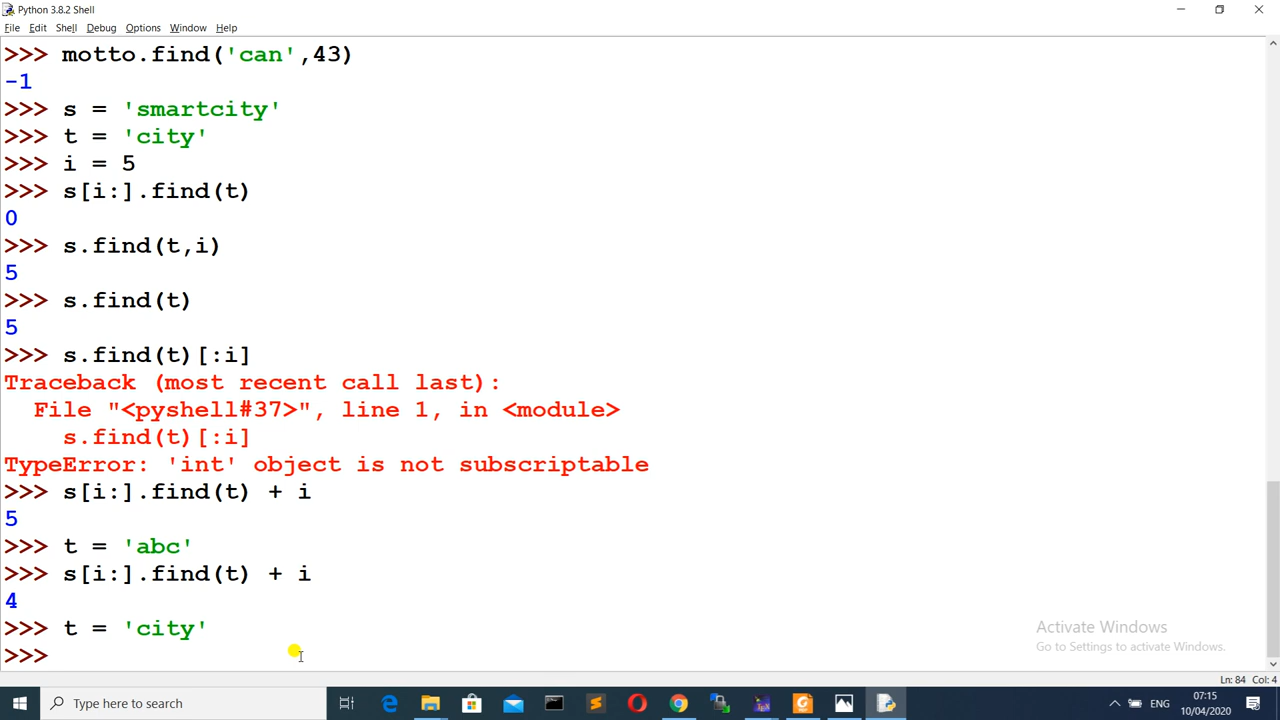 Python 3.8.2 Shell
File Edit Shell Debug Options Window Help
>>> motto.find('can',43)
-1
>>> s = 'smartcity'
>>> t = 'city'
>>> i = 5
>>> s[i:].find(t)
0
>>> s.find(t,i)
5
>>> s.find(t)
5
>>> s.find(t)[:i]
Traceback (most recent call last):
  File "<pyshell#37>", line 1, in <module>
    s.find(t)[:i]
TypeError: 'int' object is not subscriptable
>>> s[i:].find(t) + i
5
>>> t = 'abc'
>>> s[i:].find(t) + i
4
>>> t = 'city'
>>>
Activate Windows
Go to Settings to activate Windows.
Ln: 84 Col: 4
Type here to search
ENG
07:15
10/04/2020